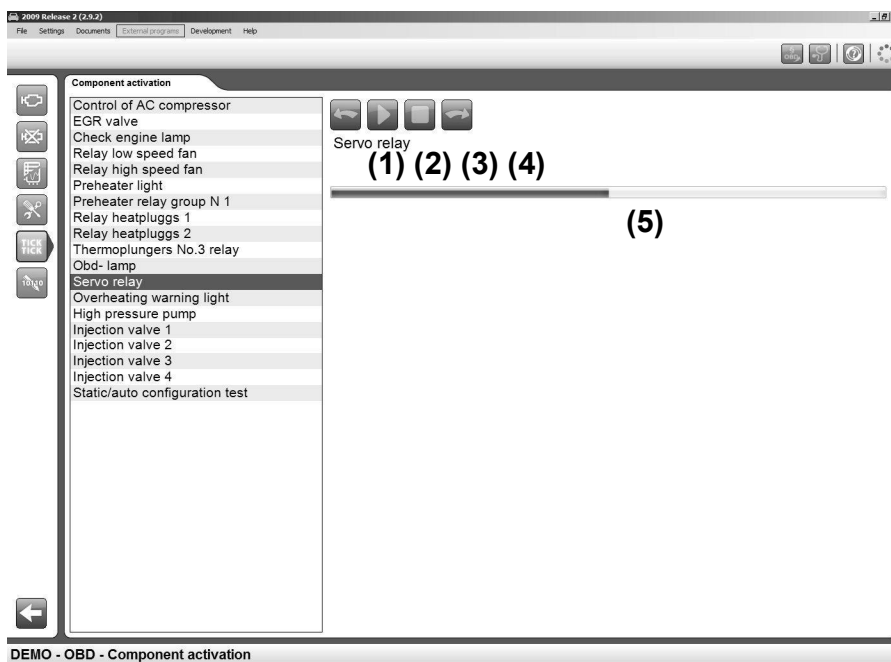 2009 Release 2 (2.9.2)
File Settings Documents External programs Development Help
Component activation
Control of AC compressor
EGR valve
Check engine lamp
Relay low speed fan
Relay high speed fan
Preheater light
Preheater relay group N 1
Relay heatpluggs 1
Relay heatpluggs 2
Thermoplungers No.3 relay
Obd- lamp
Servo relay
Overheating warning light
High pressure pump
Injection valve 1
Injection valve 2
Injection valve 3
Injection valve 4
Static/auto configuration test
TICK
TICK
Servo relay
(1) (2) (3) (4)
(5)
DEMO - OBD - Component activation